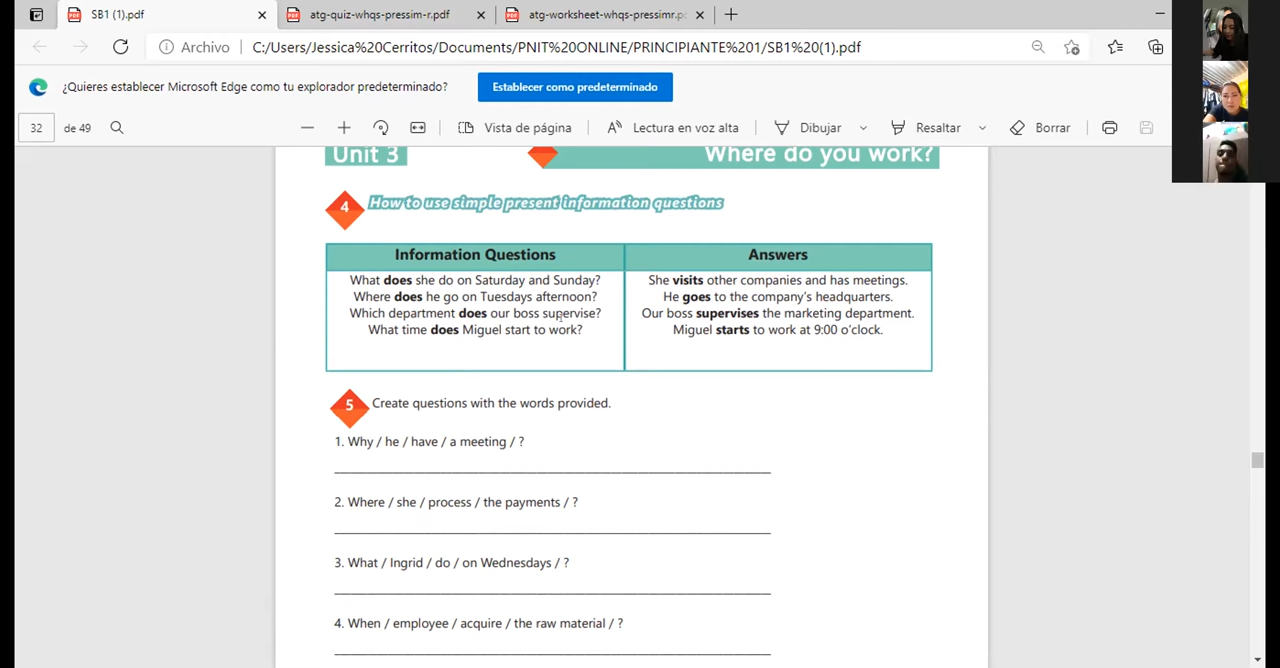 SB1 (1).pdf
atg-quiz-whqs-pressim-r.pdf
atg-worksheet-whqs-pressimr.p
Archivo
C:/Users/Jessica%20Cerritos/Documents/PNIT%20ONLINE/PRINCIPIANTE%201/SB1%20(1).pdf
¿Quieres establecer Microsoft Edge como tu explorador predeterminado?
Establecer como predeterminado
32 de 49
Vista de página
Lectura en voz alta
Dibujar
Resaltar
Borrar
Unit 3
Where do you work?
4 How to use simple present information questions
Information Questions
What does she do on Saturday and Sunday?
Where does he go on Tuesdays afternoon?
Which department does our boss supervise?
What time does Miguel start to work?
Answers
She visits other companies and has meetings.
He goes to the company's headquarters.
Our boss supervises the marketing department.
Miguel starts to work at 9:00 o'clock.
5 Create questions with the words provided.
1. Why / he / have / a meeting / ?
2. Where / she / process / the payments / ?
3. What / Ingrid / do / on Wednesdays / ?
4. When / employee / acquire / the raw material / ?